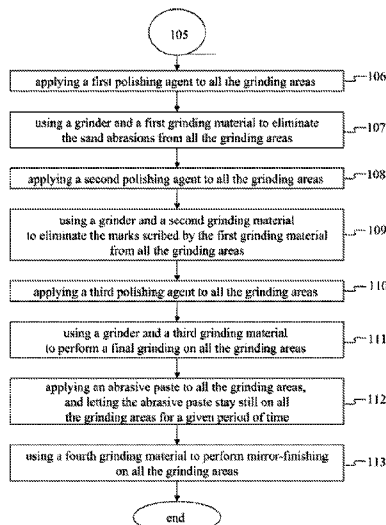 105
applying a first polishing agent to all the grinding areas
106
using a grinder and a first grinding material to eliminate
the sand abrasions from all the grinding areas
107
applying a second polishing agent to all the grinding areas
108
using a grinder and a second grinding material
to eliminate the marks scribed by the first grinding material
from all the grinding areas
109
applying a third polishing agent to all the grinding areas
110
using a grinder and a third grinding material
to perform a final grinding on all the grinding areas
111
applying an abrasive paste to all the grinding areas,
and letting the abrasive paste stay still on all
the grinding areas for a given period of time
112
using a fourth grinding material to perform mirror-finishing
on all the grinding areas
113
end